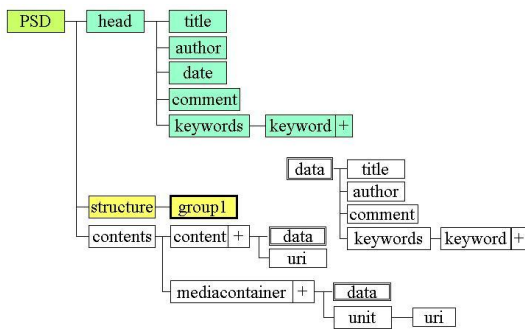 PSD head title
author
date
comment
keywords keyword +
data title
author
comment
keywords keyword +
structure group1
contents content + data
uri
mediacontainer + data
unit uri